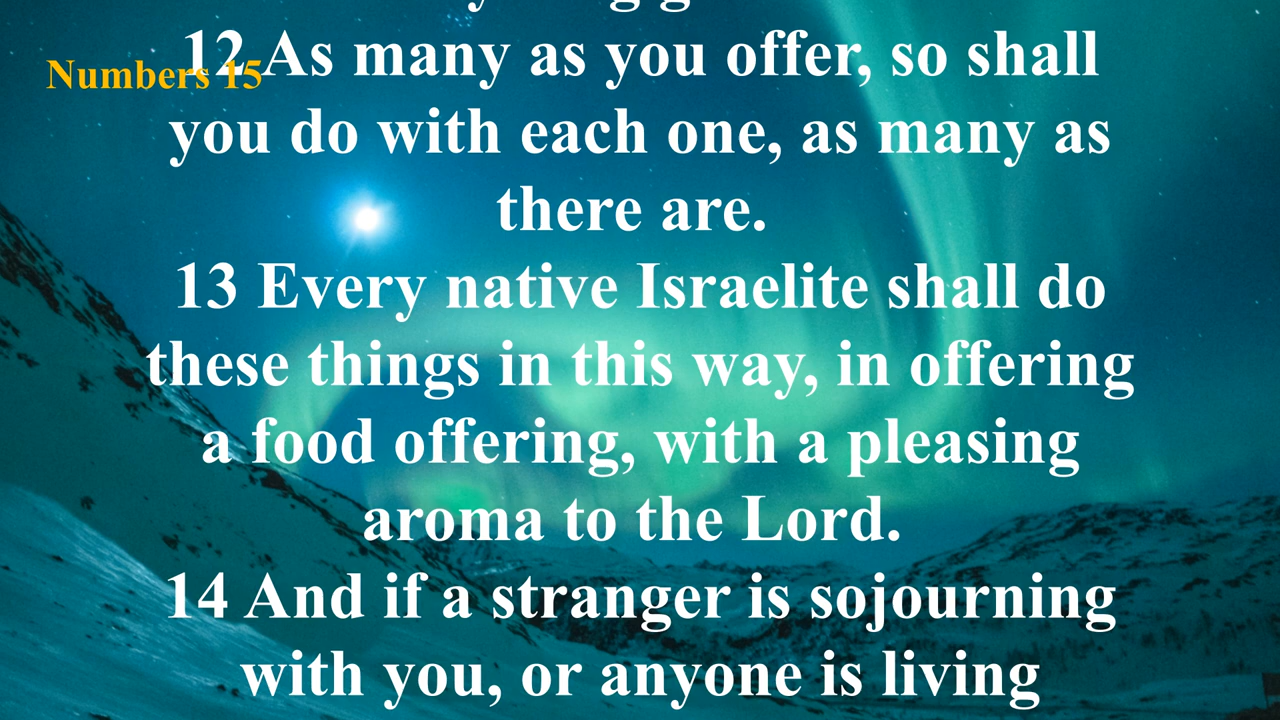 12 As many as you offer, so shall
Numbers 15
you do with each one, as many as
there are.
13 Every native Israelite shall do
these things in this way, in offering
a food offering, with a pleasing
aroma to the Lord.
14 And if a stranger is sojourning
with you, or anyone is living